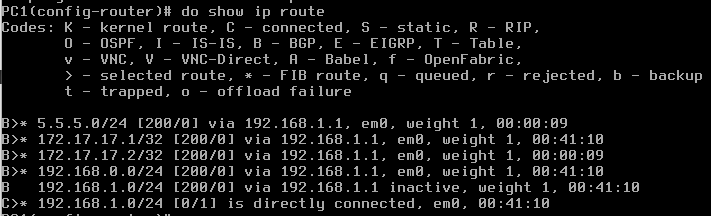 PC1(config-router)# do show ip route
Codes: K - kernel route, C - connected, S - static, R - RIP,
O - OSPF, I - IS-IS, B - BGP, E - EIGRP, T - Table,
v - VNC, V - VNC-Direct, A - Babel, f - OpenFabric,
> - selected route, * - FIB route, q - queued, r - rejected, b - backup
t - trapped, o - offload failure
B>* 5.5.5.0/24 [200/0] via 192.168.1.1, em0, weight 1, 00:00:09
B>* 172.17.17.1/32 [200/0] via 192.168.1.1, em0, weight 1, 00:41:10
B>* 172.17.17.2/32 [200/0] via 192.168.1.1, em0, weight 1, 00:00:09
B>* 192.168.0.0/24 [200/0] via 192.168.1.1, em0, weight 1, 00:41:10
B 192.168.1.0/24 [200/0] via 192.168.1.1 inactive, weight 1, 00:41:10
C>* 192.168.1.0/24 [0/1] is directly connected, em0, 00:41:10
PC1(config-router)#